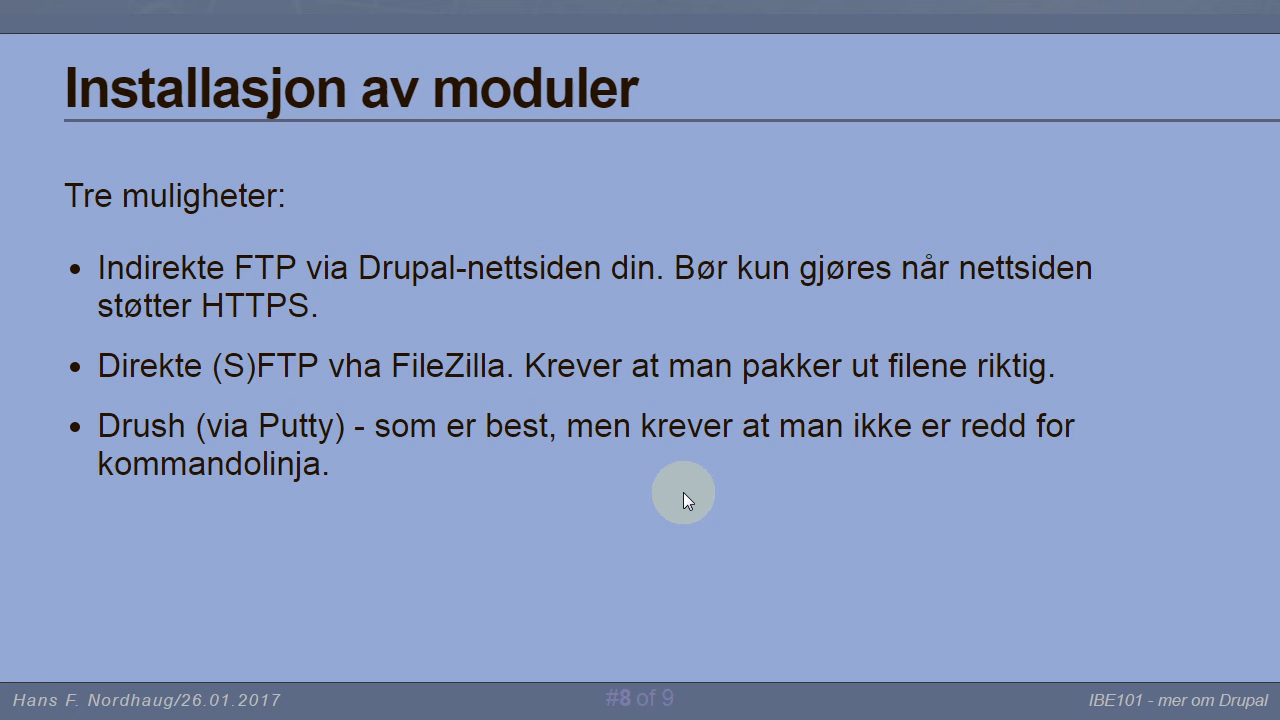 Installasjon av moduler
Tre muligheter:
• Indirekte FTP via Drupal-nettsiden din. Bør kun gjøres når nettsiden
støtter HTTPS.
• Direkte (S)FTP vha FileZilla. Krever at man pakker ut filene riktig.
• Drush (via Putty) - som er best, men krever at man ikke er redd for
kommandolinja.
Hans F. Nordhaug/26.01.2017
#8 of 9
IBE101 - mer om Drupal